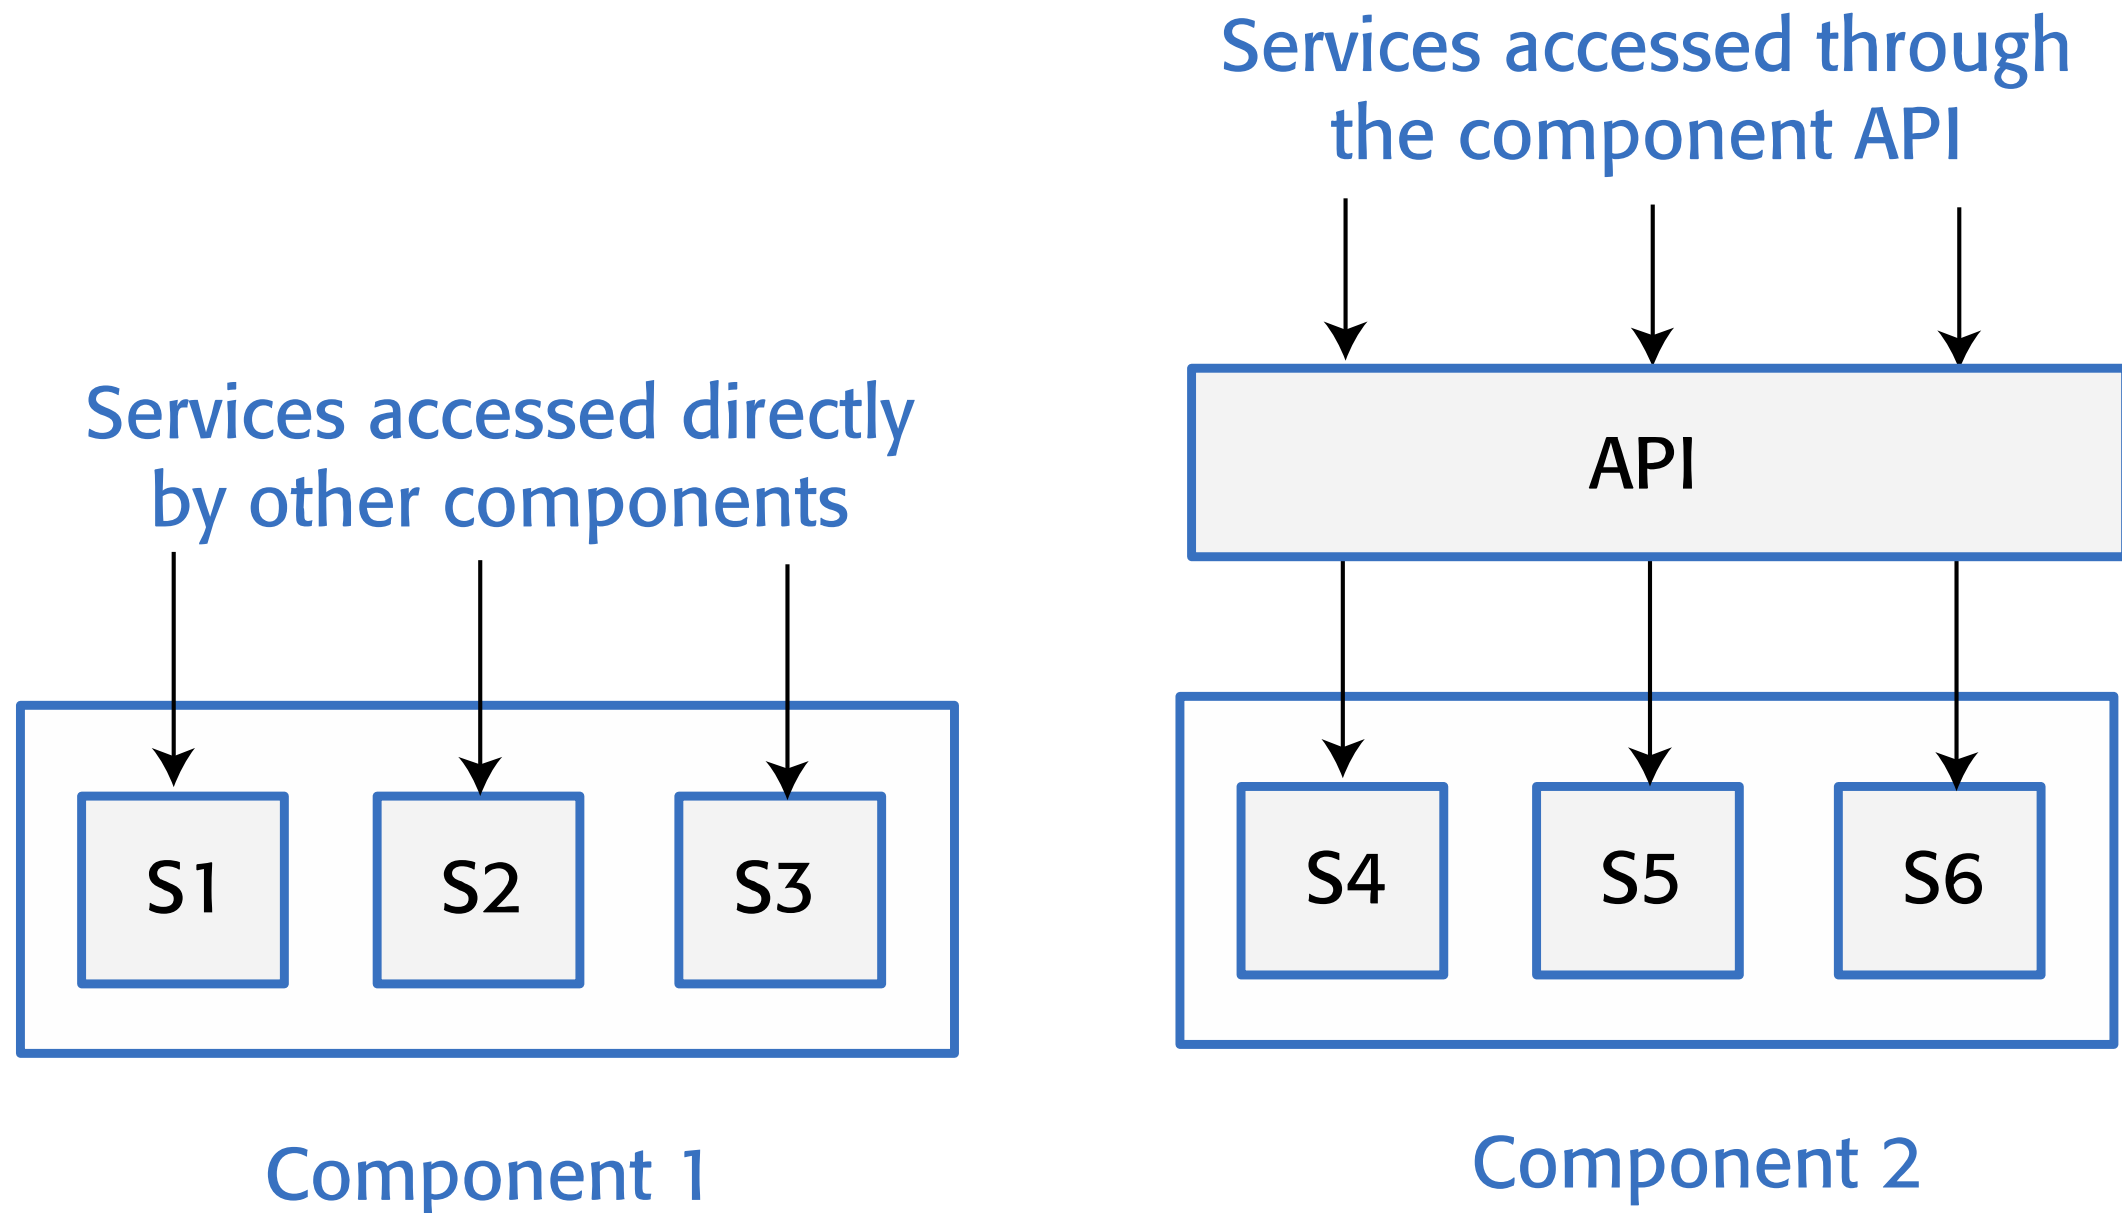 Services accessed directly
by other components
S1
S2
S3
Component 1
Services accessed through
the component API
API
S4
S5
S6
Component 2